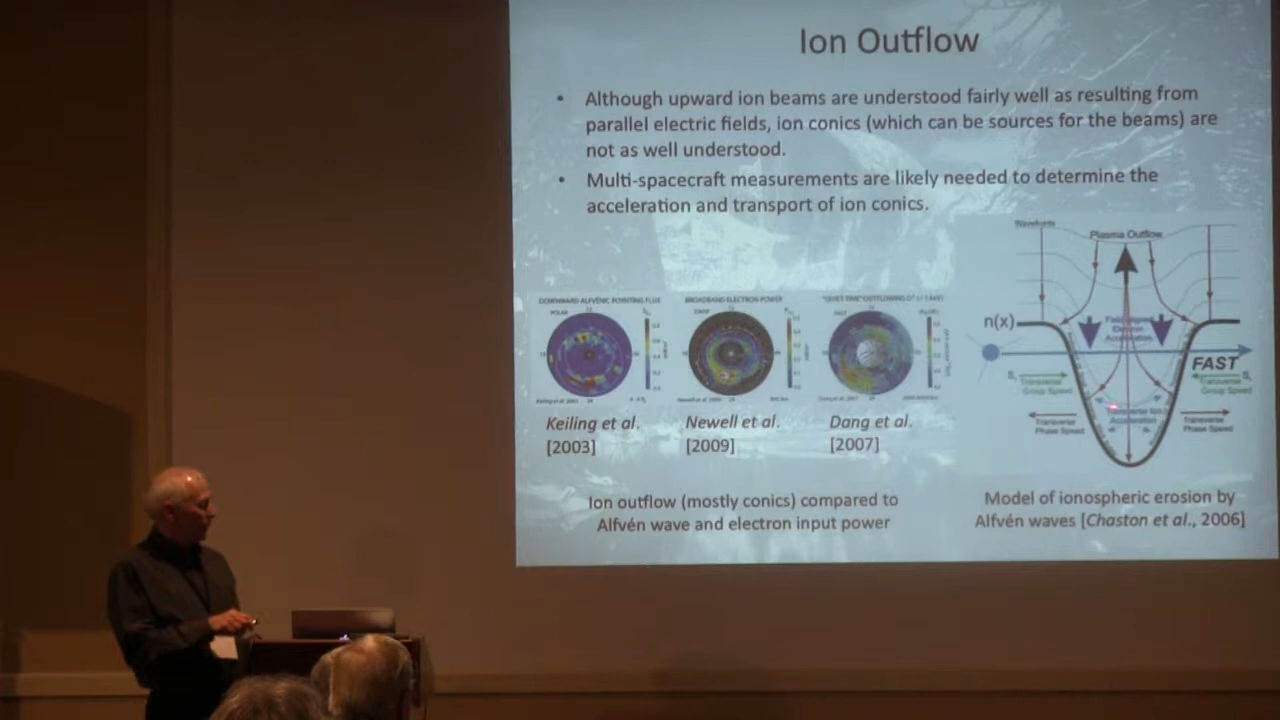 Ion Outflow
• Although upward ion beams are understood fairly well as resulting from
parallel electric fields, ion conics (which can be sources for the beams) are
not as well understood.
• Multi-spacecraft measurements are likely needed to determine the
acceleration and transport of ion conics.
DOWNWARD ALFVENIC POYNTING FLUX
POLAR
BROADBAND ELECTRON POWER
"QUIET TIME" OUTFLOWING
FAST
Keiling et al.
[2003]
Newell et al.
[2009]
Dang et al.
[2007]
Ion outflow (mostly conics) compared to
Alfvén wave and electron input power
Wavefronts
Plasma Outflow
n(x)
Field-Aligned
Electron
Acceleration
FAST
Transverse
Group Speed
Transverse
Group Speed
Transverse Ion
Acceleration
Transverse
Phase Speed
Transverse
Phase Speed
Model of ionospheric erosion by
Alfvén waves [Chaston et al., 2006]